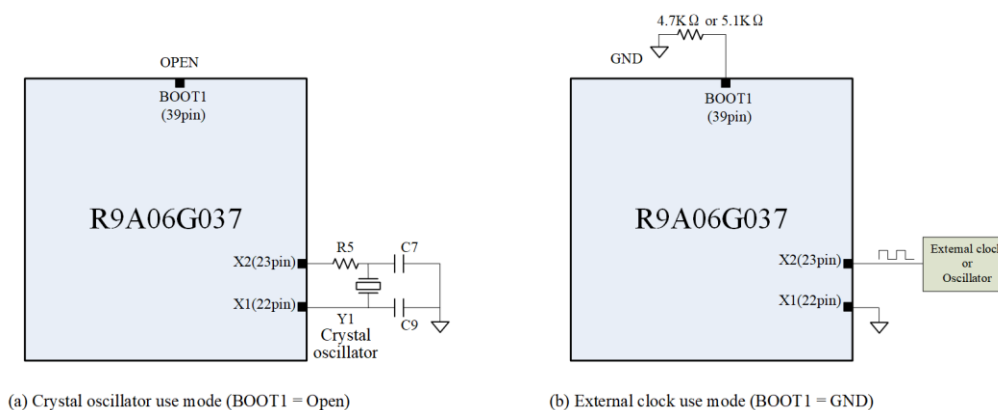 OPEN
BOOT1
(39pin)
R9A06G037
X2(23pin)
R5
C7
X1(22pin)
Y1
C9
Crystal
oscillator
(a) Crystal oscillator use mode (BOOT1 = Open)
4.7KΩ or 5.1KΩ
GND
BOOT1
(39pin)
R9A06G037
X2(23pin)
External clock
or
Oscillator
X1(22pin)
(b) External clock use mode (BOOT1 = GND)